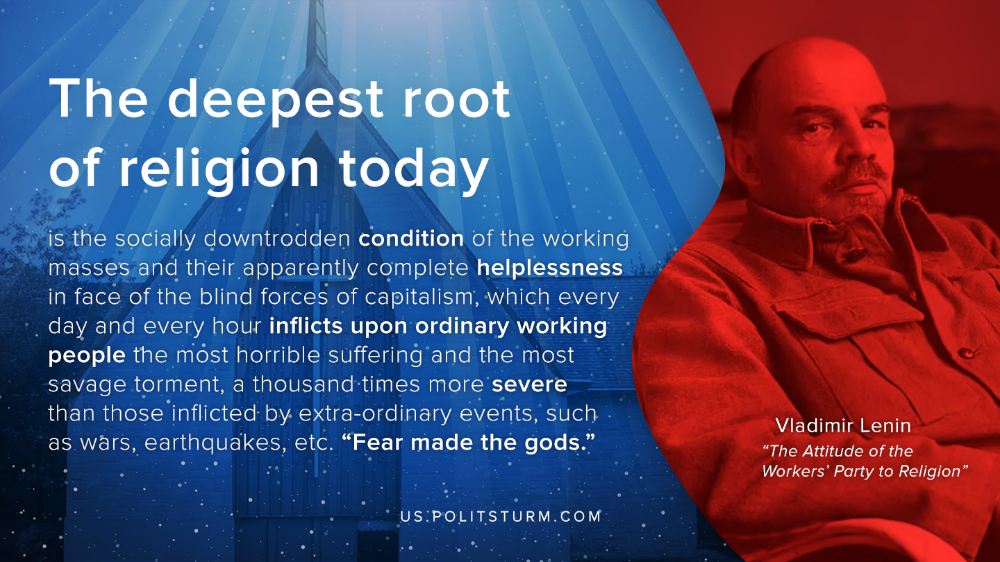 The deepest root
of religion today
is the socially downtrodden condition of the working
masses and their apparently complete helplessness
in face of the blind forces of capitalism, which every
day and every hour inflicts upon ordinary working
people the most horrible suffering and the most
savage torment, a thousand times more severe
than those inflicted by extra-ordinary events, such
as wars, earthquakes, etc. “Fear made the gods.”
Vladimir Lenin
“The Attitude of the
Workers’ Party to Religion”
US.POLITSTURM.COM